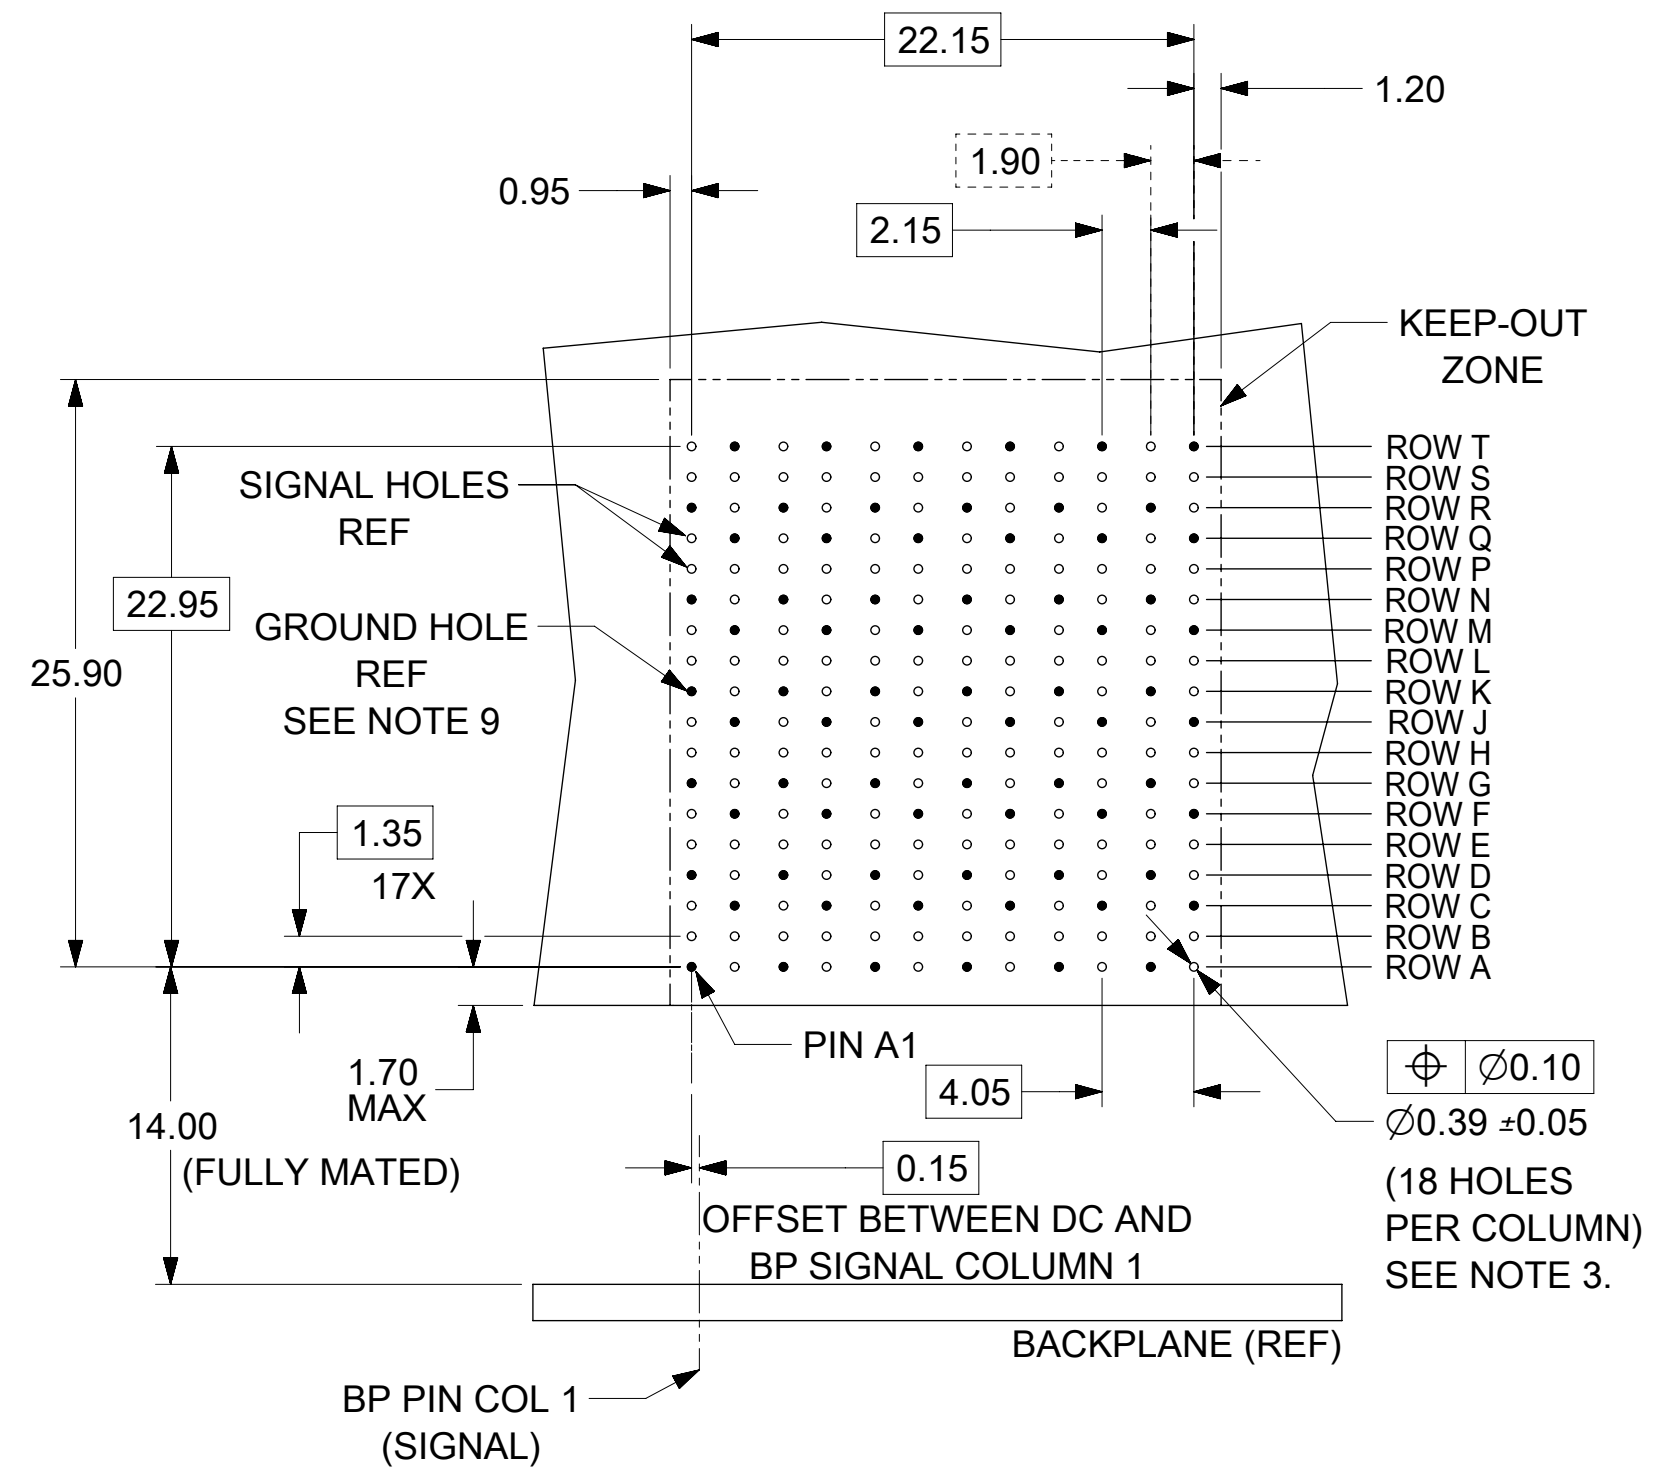 22.15
1.20
1.90
0.95
2.15
KEEP-OUT
ZONE
ROW T
ROW S
ROW R
ROW Q
ROW P
ROW N
ROW M
ROW L
ROW K
ROW J
ROW H
ROW G
ROW F
ROW E
ROW D
ROW C
ROW B
ROW A
SIGNAL HOLES
REF
22.95
GROUND HOLE
REF
SEE NOTE 9
25.90
1.35
17X
PIN A1
1.70
MAX
4.05
⌖ ∅0.10
∅0.39 ±0.05
(18 HOLES
PER COLUMN)
SEE NOTE 3.
14.00
(FULLY MATED)
0.15
OFFSET BETWEEN DC AND
BP SIGNAL COLUMN 1
BACKPLANE (REF)
BP PIN COL 1
(SIGNAL)